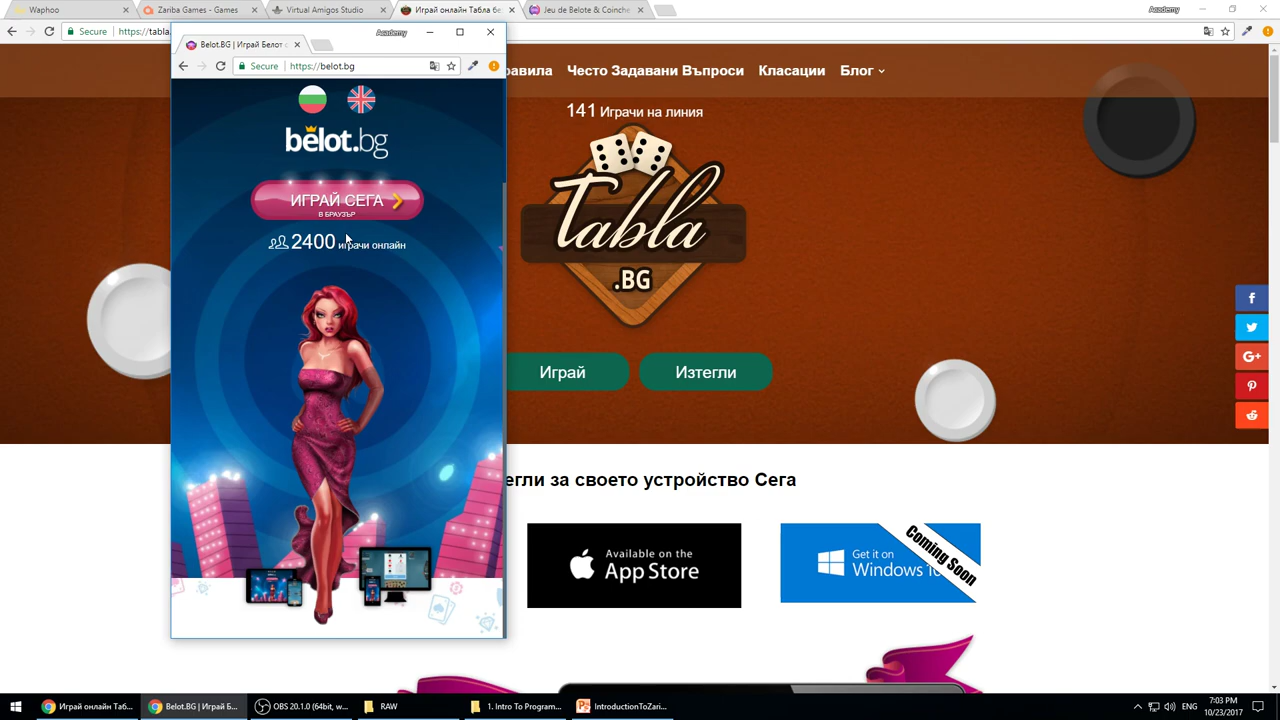 Waphoo
Zariba Games - Games
Virtual Amigos Studio
Играй онлайн Табла бе
Jeu de Belote & Coinche
Academy
Secure
https://tabla.
Academy
Belot.BG | Играй Белот о
Secure
https://belot.bg
равила
Често Задавани Въпроси
Класации
Блог
141 Играчи на линия
belot.bg
ИГРАЙ СЕГА
В БРАУЗЪР
2400 играчи онлайн
Tabla
.BG
Играй
Изтегли
егли за своето устройство Сега
Available on the
App Store
Get it on
Windows 10
Coming Soon
Играй онлайн Таб...
Belot.BG | Играй Б...
OBS 20.1.0 (64bit, w...
RAW
1. Intro To Program...
IntroductionToZari...
ENG
7:03 PM
10/23/2017